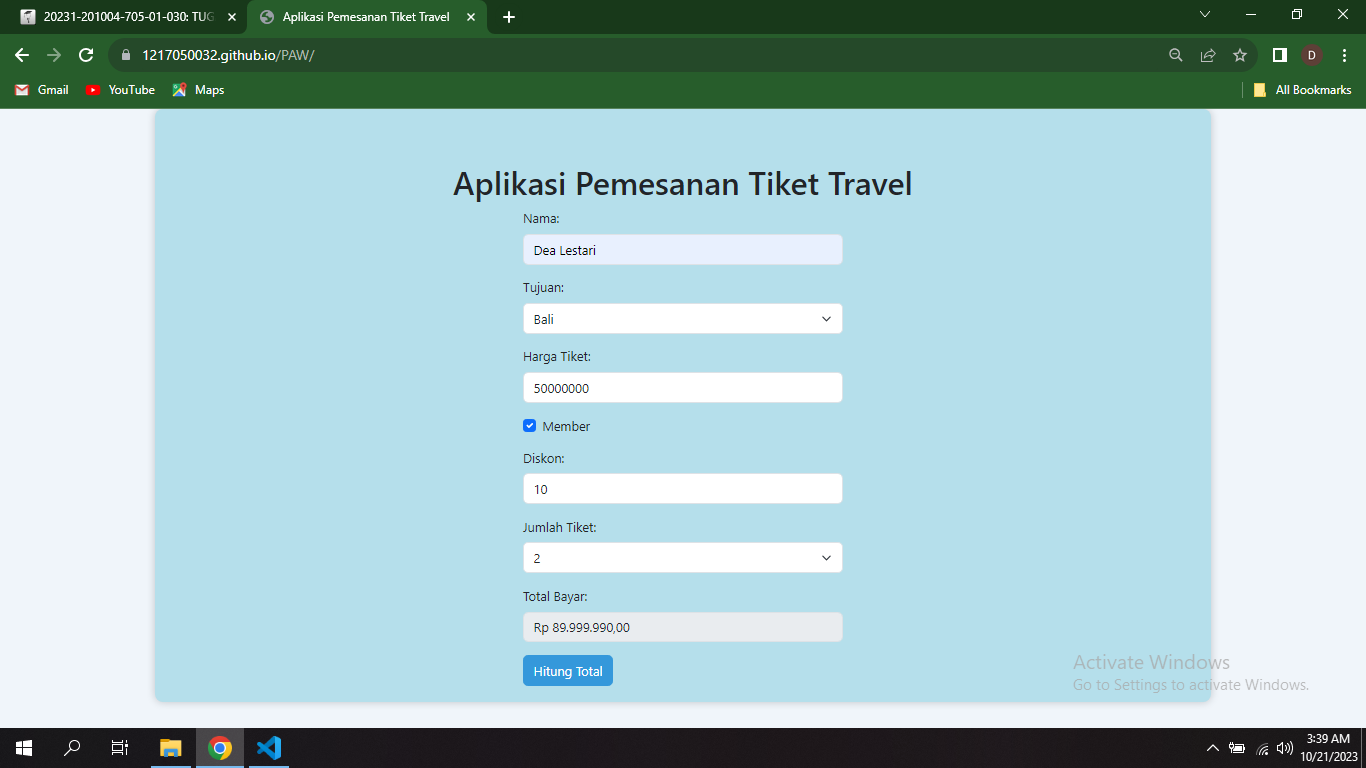 20231-201004-705-01-030: TUG
Aplikasi Pemesanan Tiket Travel
1217050032.github.io/PAW/
D
Gmail
YouTube
Maps
All Bookmarks
Aplikasi Pemesanan Tiket Travel
Nama:
Dea Lestari
Tujuan:
Bali
Harga Tiket:
50000000
Member
Diskon:
10
Jumlah Tiket:
2
Total Bayar:
Rp 89.999.990,00
Hitung Total
Activate Windows
Go to Settings to activate Windows.
3:39 AM
10/21/2023